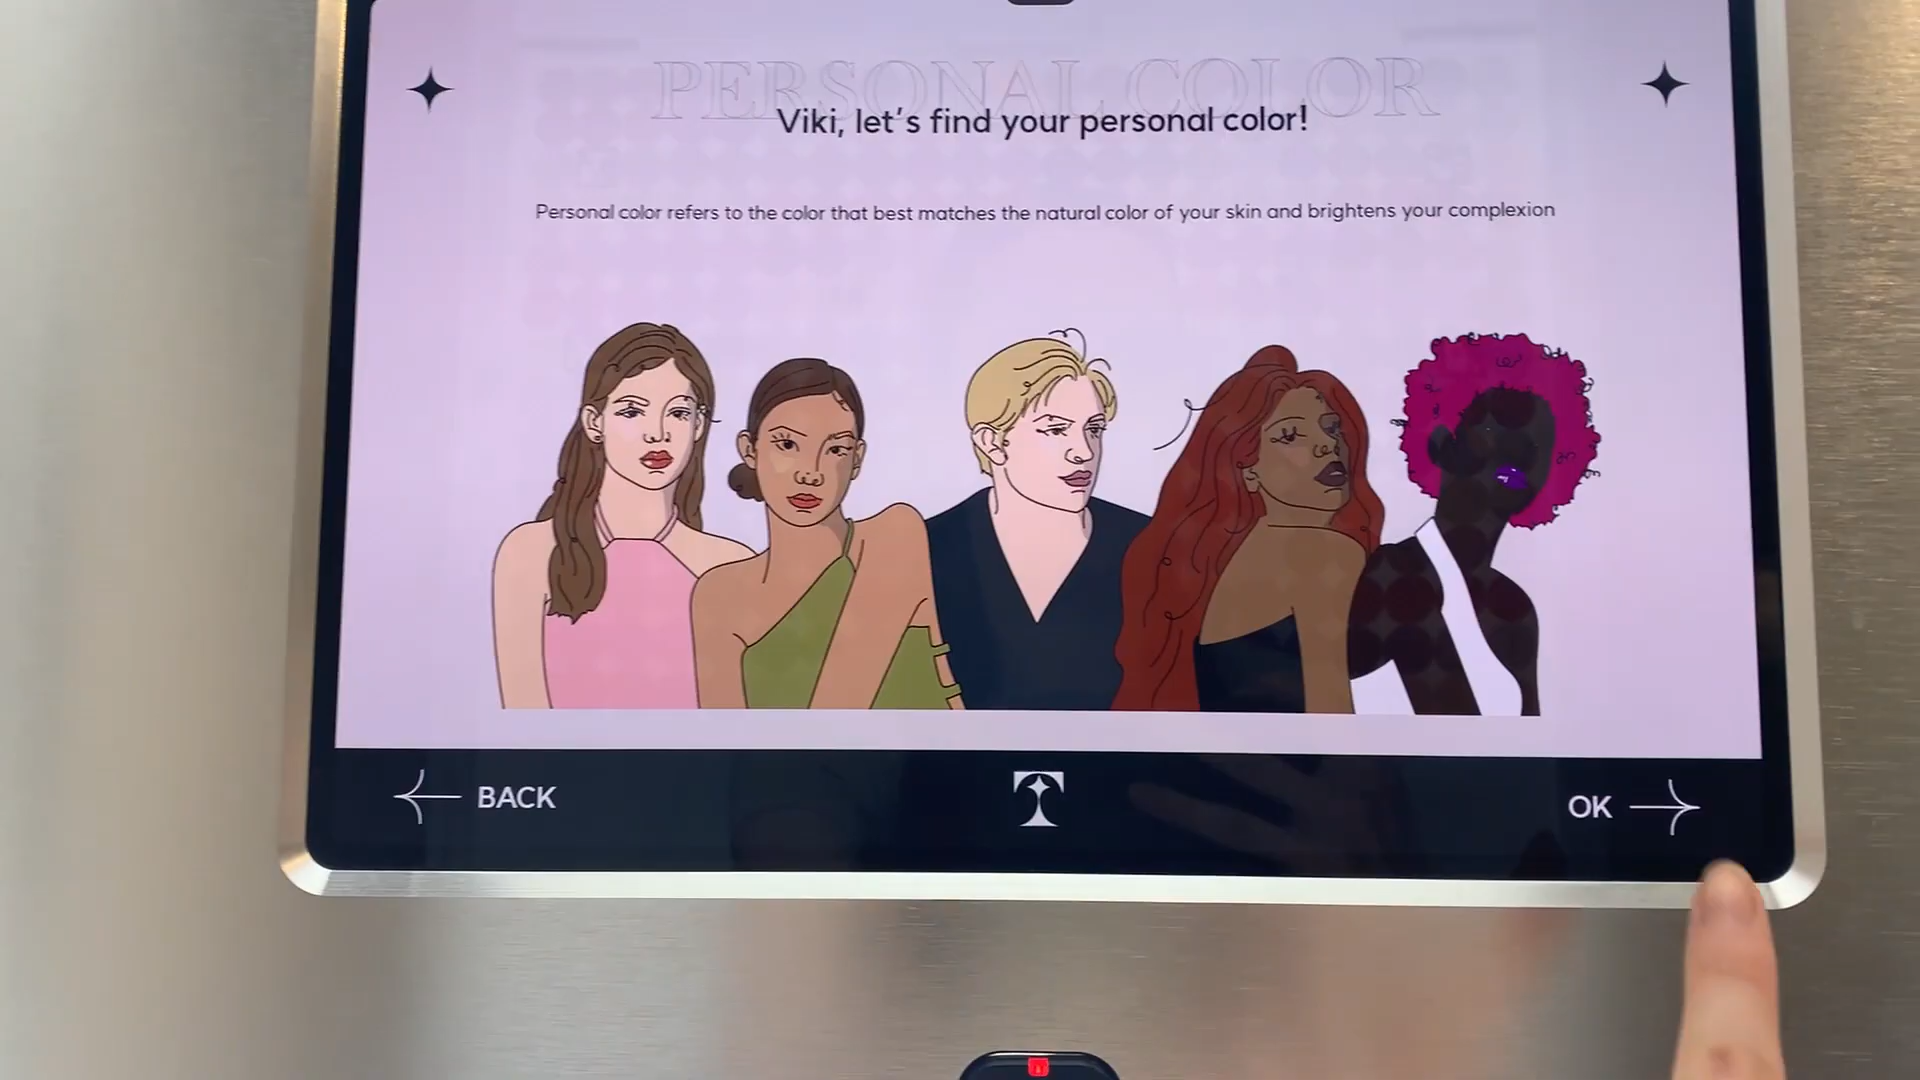 PERSONAL COLOR
Viki, let's find your personal color!
Personal color refers to the color that best matches the natural color of your skin and brightens your complexion
BACK
T
OK